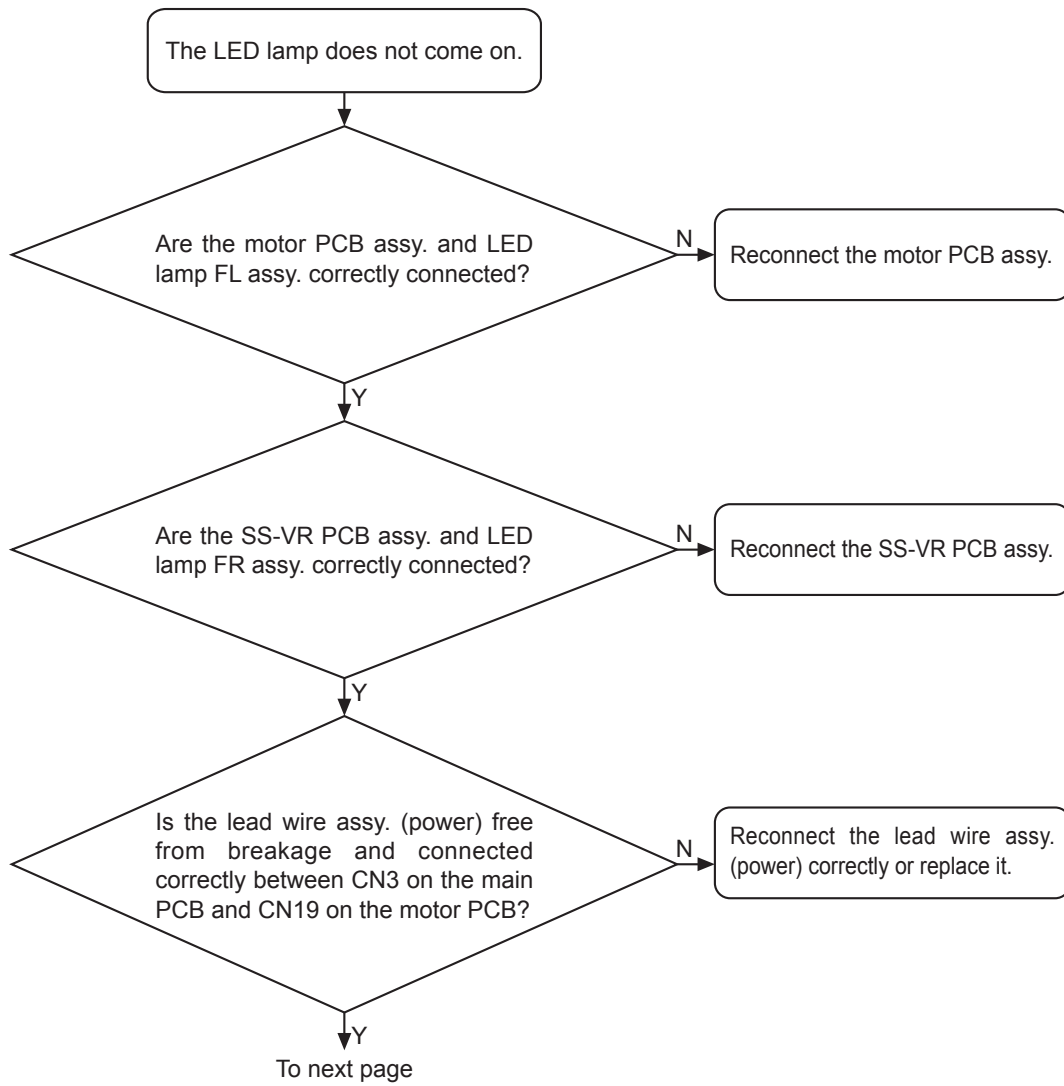 The LED lamp does not come on.
Are the motor PCB assy. and LED
lamp FL assy. correctly connected?
N
Reconnect the motor PCB assy.
Y
Are the SS-VR PCB assy. and LED
lamp FR assy. correctly connected?
N
Reconnect the SS-VR PCB assy.
Y
Is the lead wire assy. (power) free
from breakage and connected
correctly between CN3 on the main
PCB and CN19 on the motor PCB?
N
Reconnect the lead wire assy.
(power) correctly or replace it.
Y
To next page